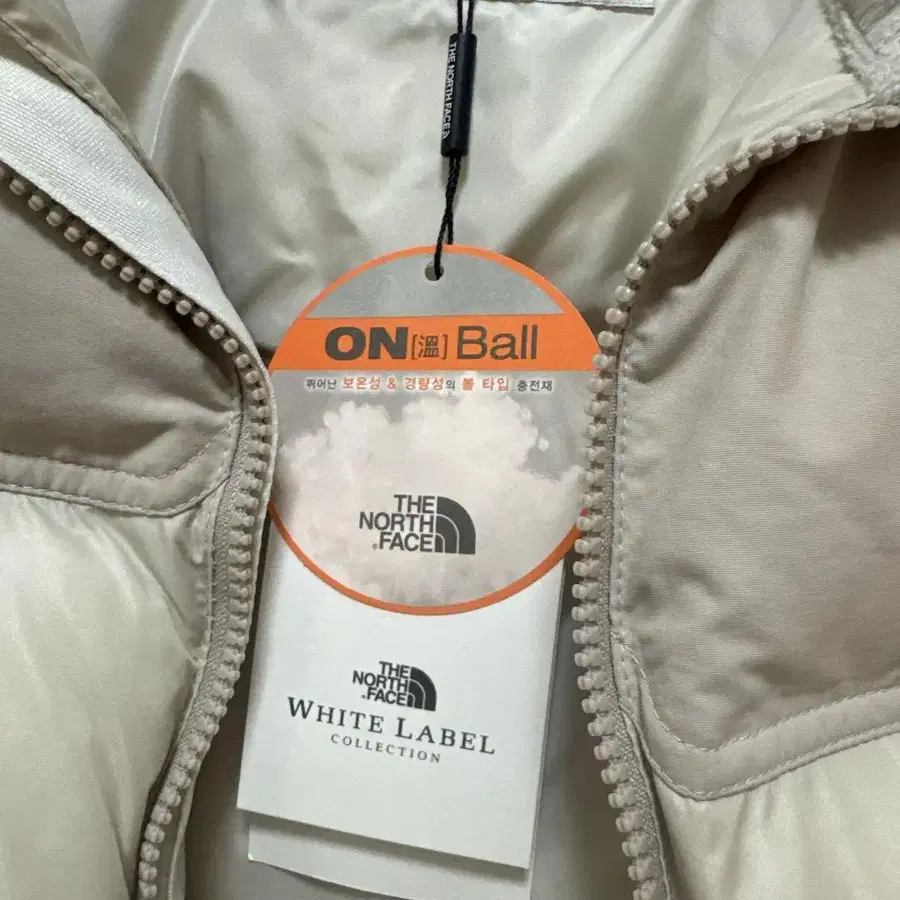 THE NORTH FACE
ON[溫]Ball
뛰어난 보온성 & 경량성의 볼 타입 충전재
THE
NORTH
FACE
THE
NORTH
FACE
WHITE LABEL
COLLECTION